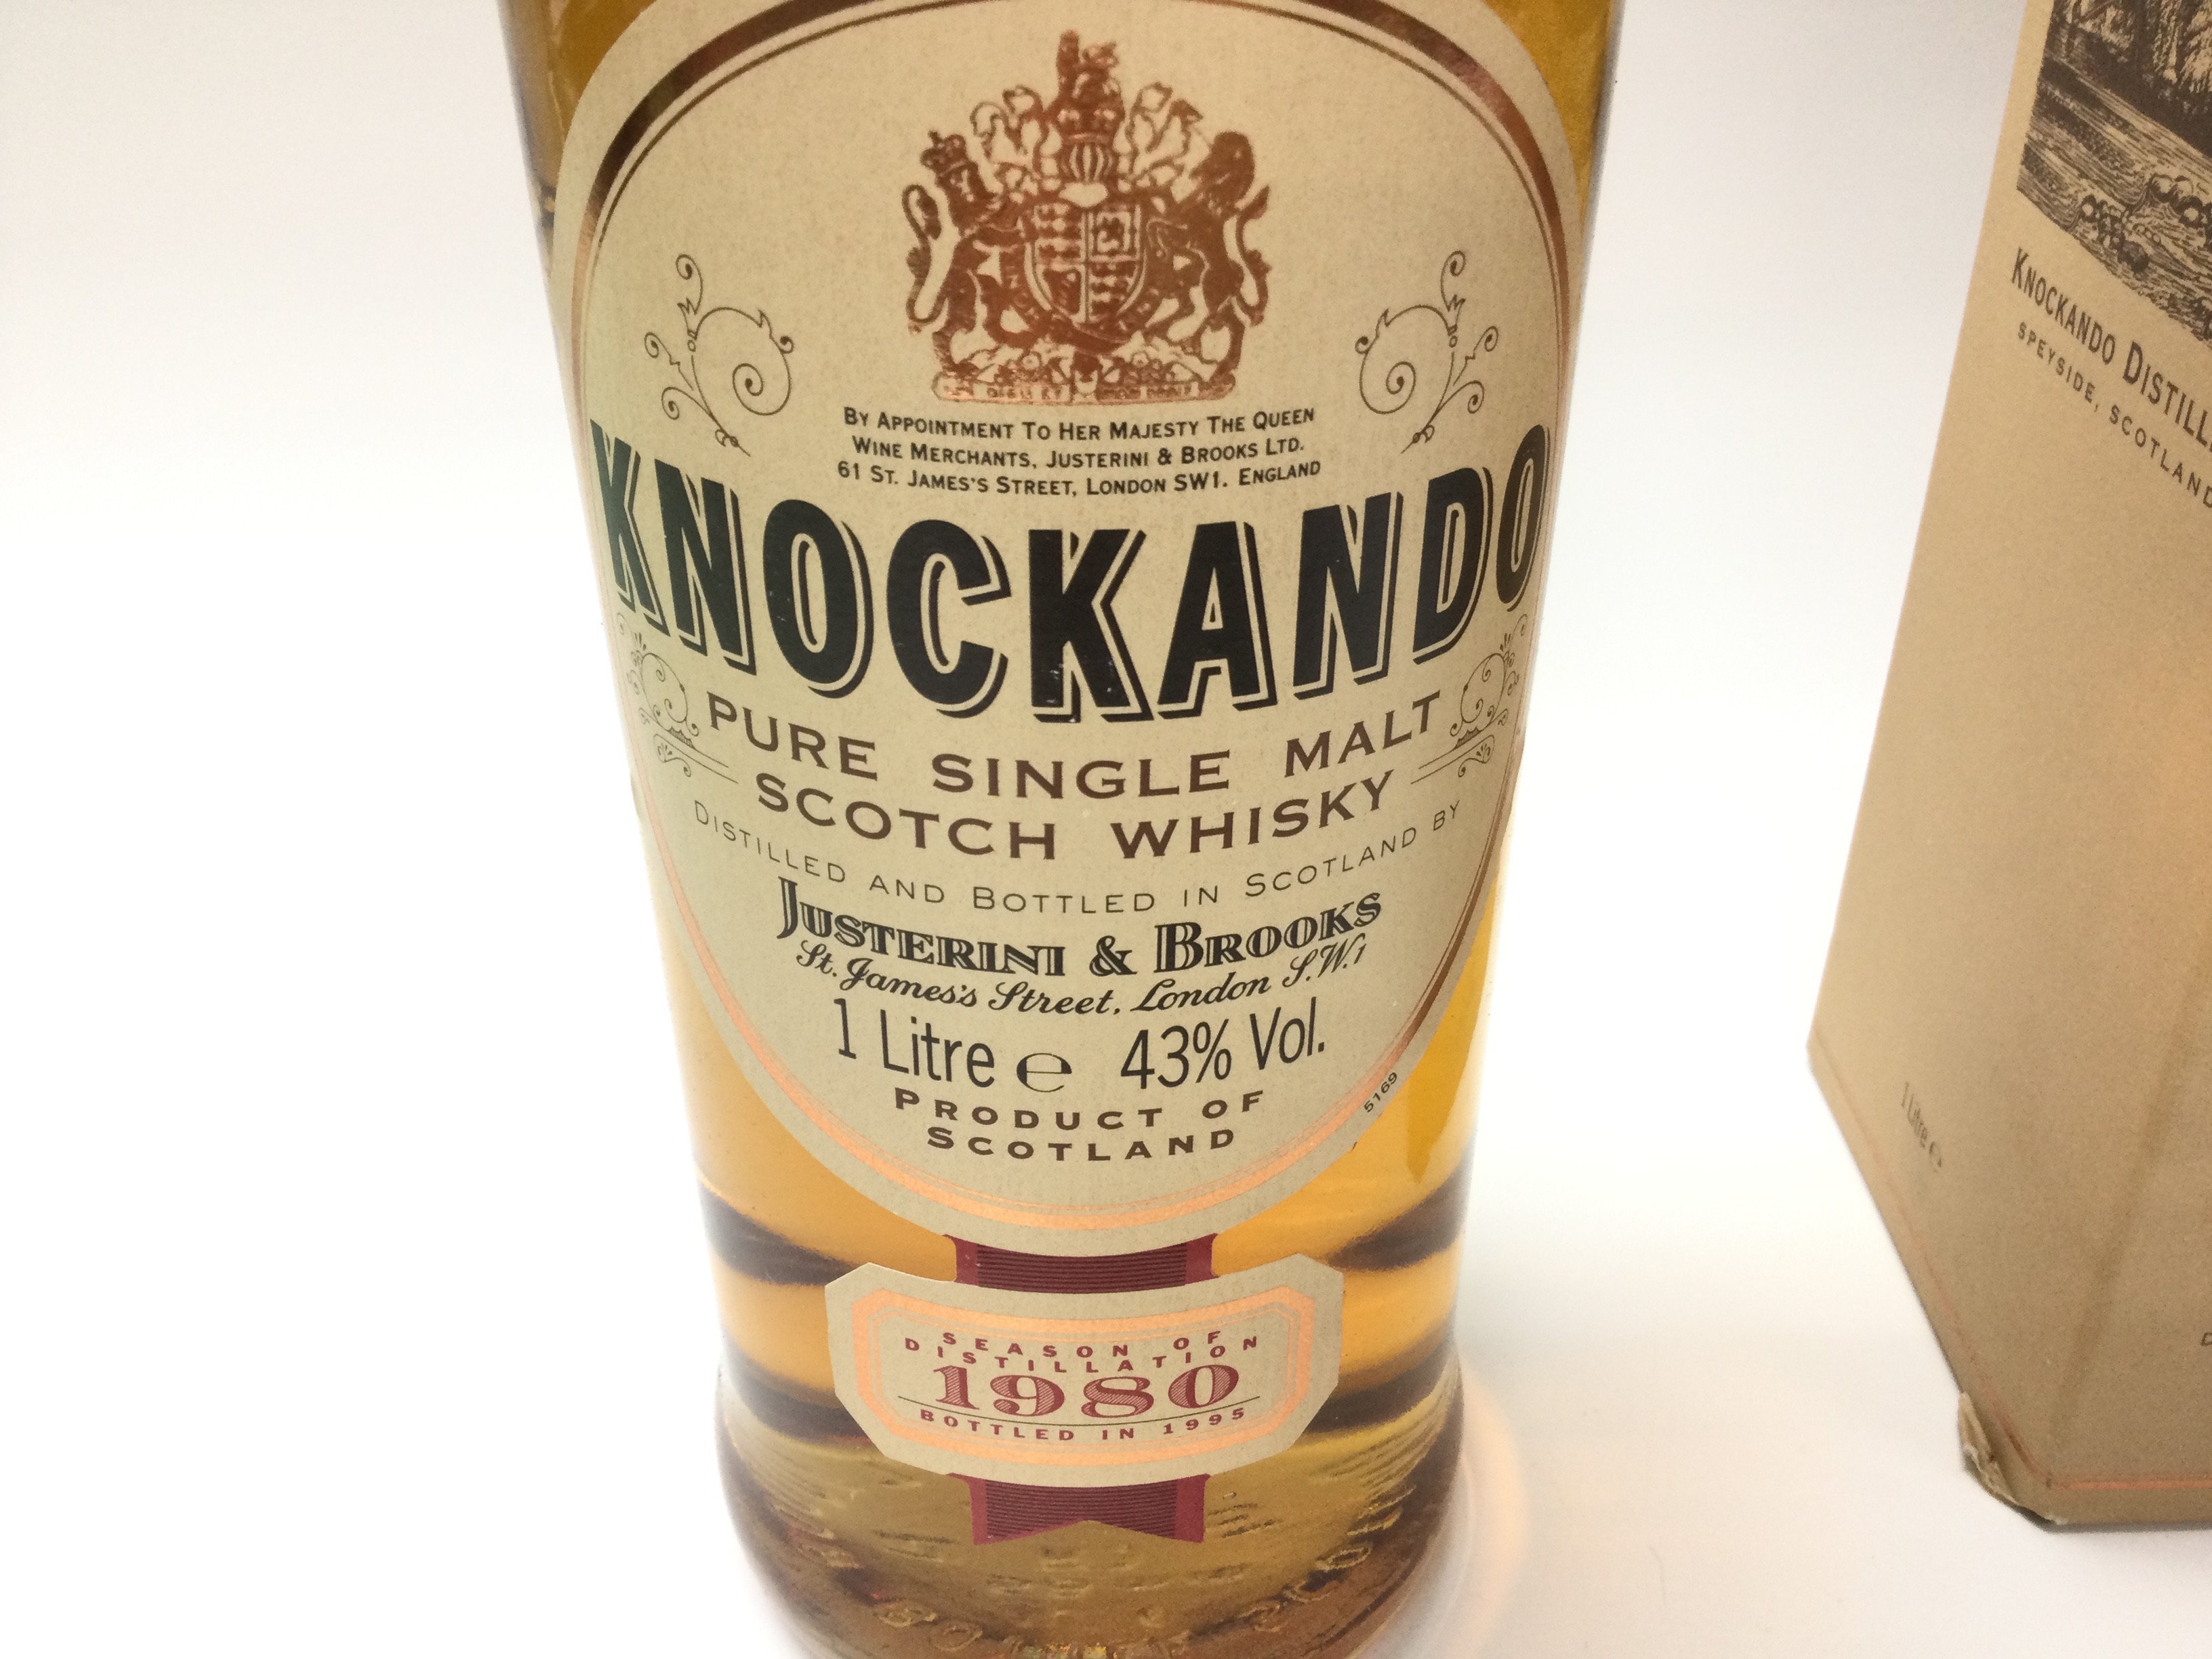 By Appointment To Her Majesty The Queen
Wine Merchants, Justerini & Brooks Ltd.
61 St. James's Street, London SW1. England
KNOCKANDO
PURE SINGLE MALT
SCOTCH WHISKY
Distilled and Bottled in Scotland by
Justerini & Brooks
St. James's Street, London S.W.1
1 Litre ℮ 43% Vol.
PRODUCT OF
SCOTLAND
5169
SEASON OF
DISTILLATION
1980
BOTTLED IN 1995
Knockando
SPEYSIDE, SCOTLAND
1 Litre ℮